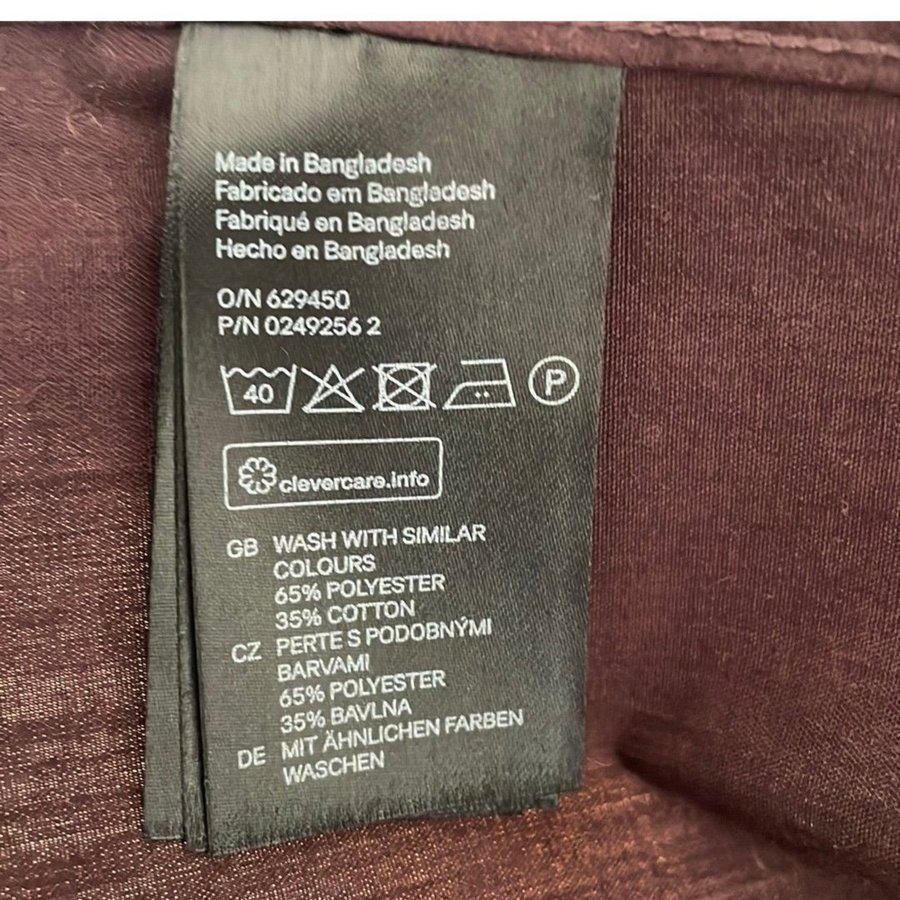 Made in Bangladesh
Fabricado em Bangladesh
Fabriqué en Bangladesh
Hecho en Bangladesh
O/N 629450
P/N 0249256 2
40 P
clevercare.info
GB WASH WITH SIMILAR
COLOURS
65% POLYESTER
35% COTTON
CZ PERTE S PODOBNÝMI
BARVAMI
65% POLYESTER
35% BAVLNA
DE MIT ÄHNLICHEN FARBEN
WASCHEN